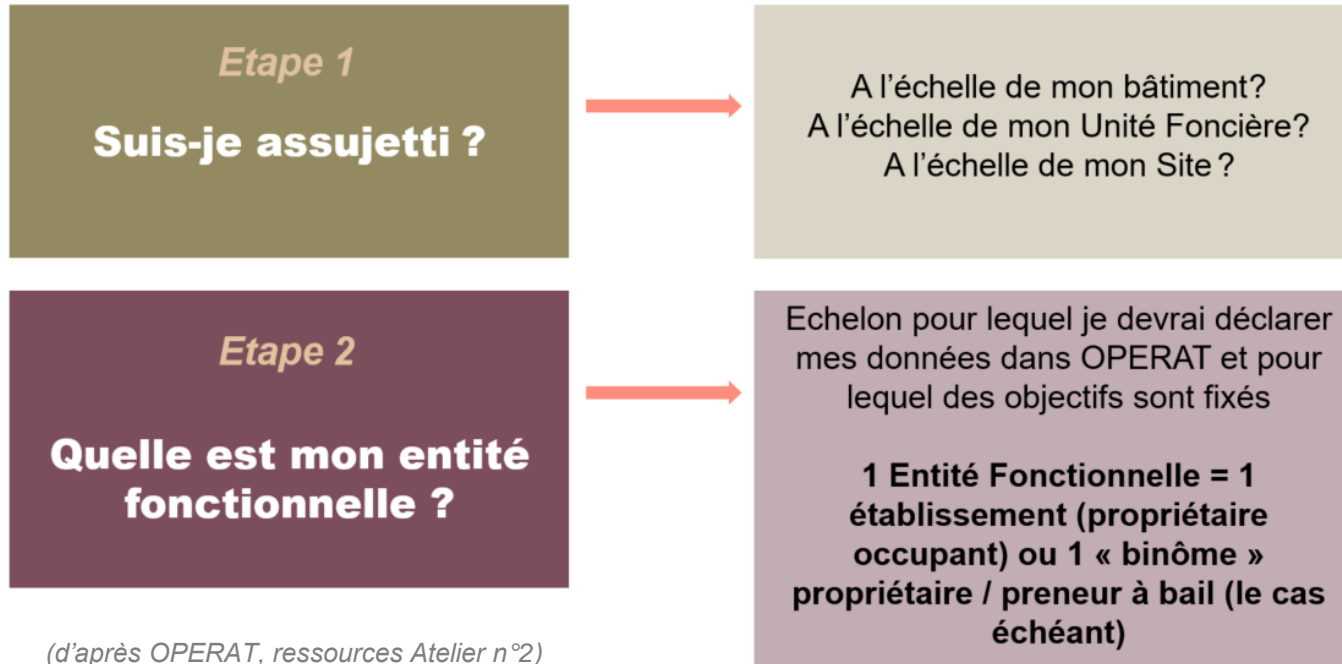 Etape 1
Suis-je assujetti ?
A l’échelle de mon bâtiment?
A l’échelle de mon Unité Foncière?
A l’échelle de mon Site ?
Etape 2
Quelle est mon entité
fonctionnelle ?
Echelon pour lequel je devrai déclarer
mes données dans OPERAT et pour
lequel des objectifs sont fixés
1 Entité Fonctionnelle = 1
établissement (propriétaire
occupant) ou 1 « binôme »
propriétaire / preneur à bail (le cas
échéant)
(d’après OPERAT, ressources Atelier n°2)